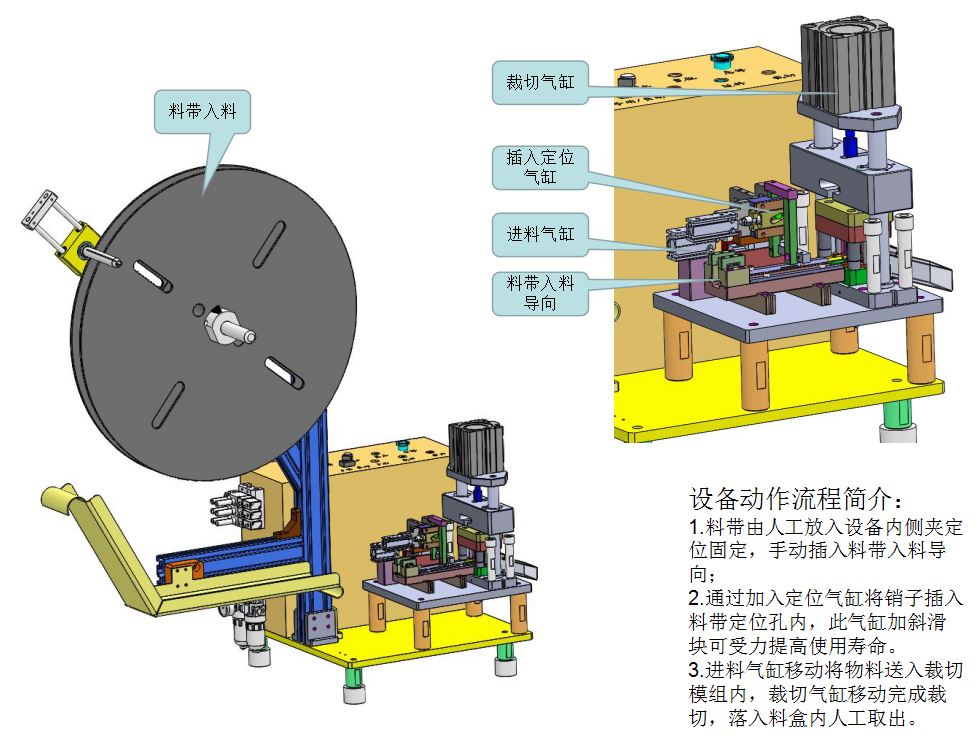 料带入料
裁切气缸
插入定位
气缸
进料气缸
料带入料
导向
设备动作流程简介：
1.料带由人工放入设备内侧夹定
位固定，手动插入料带入料导
向；
2.通过加入定位气缸将销子插入
料带定位孔内，此气缸加斜滑
块可受力提高使用寿命。
3.进料气缸移动将物料送入裁切
模组内，裁切气缸移动完成裁
切，落入料盒内人工取出。